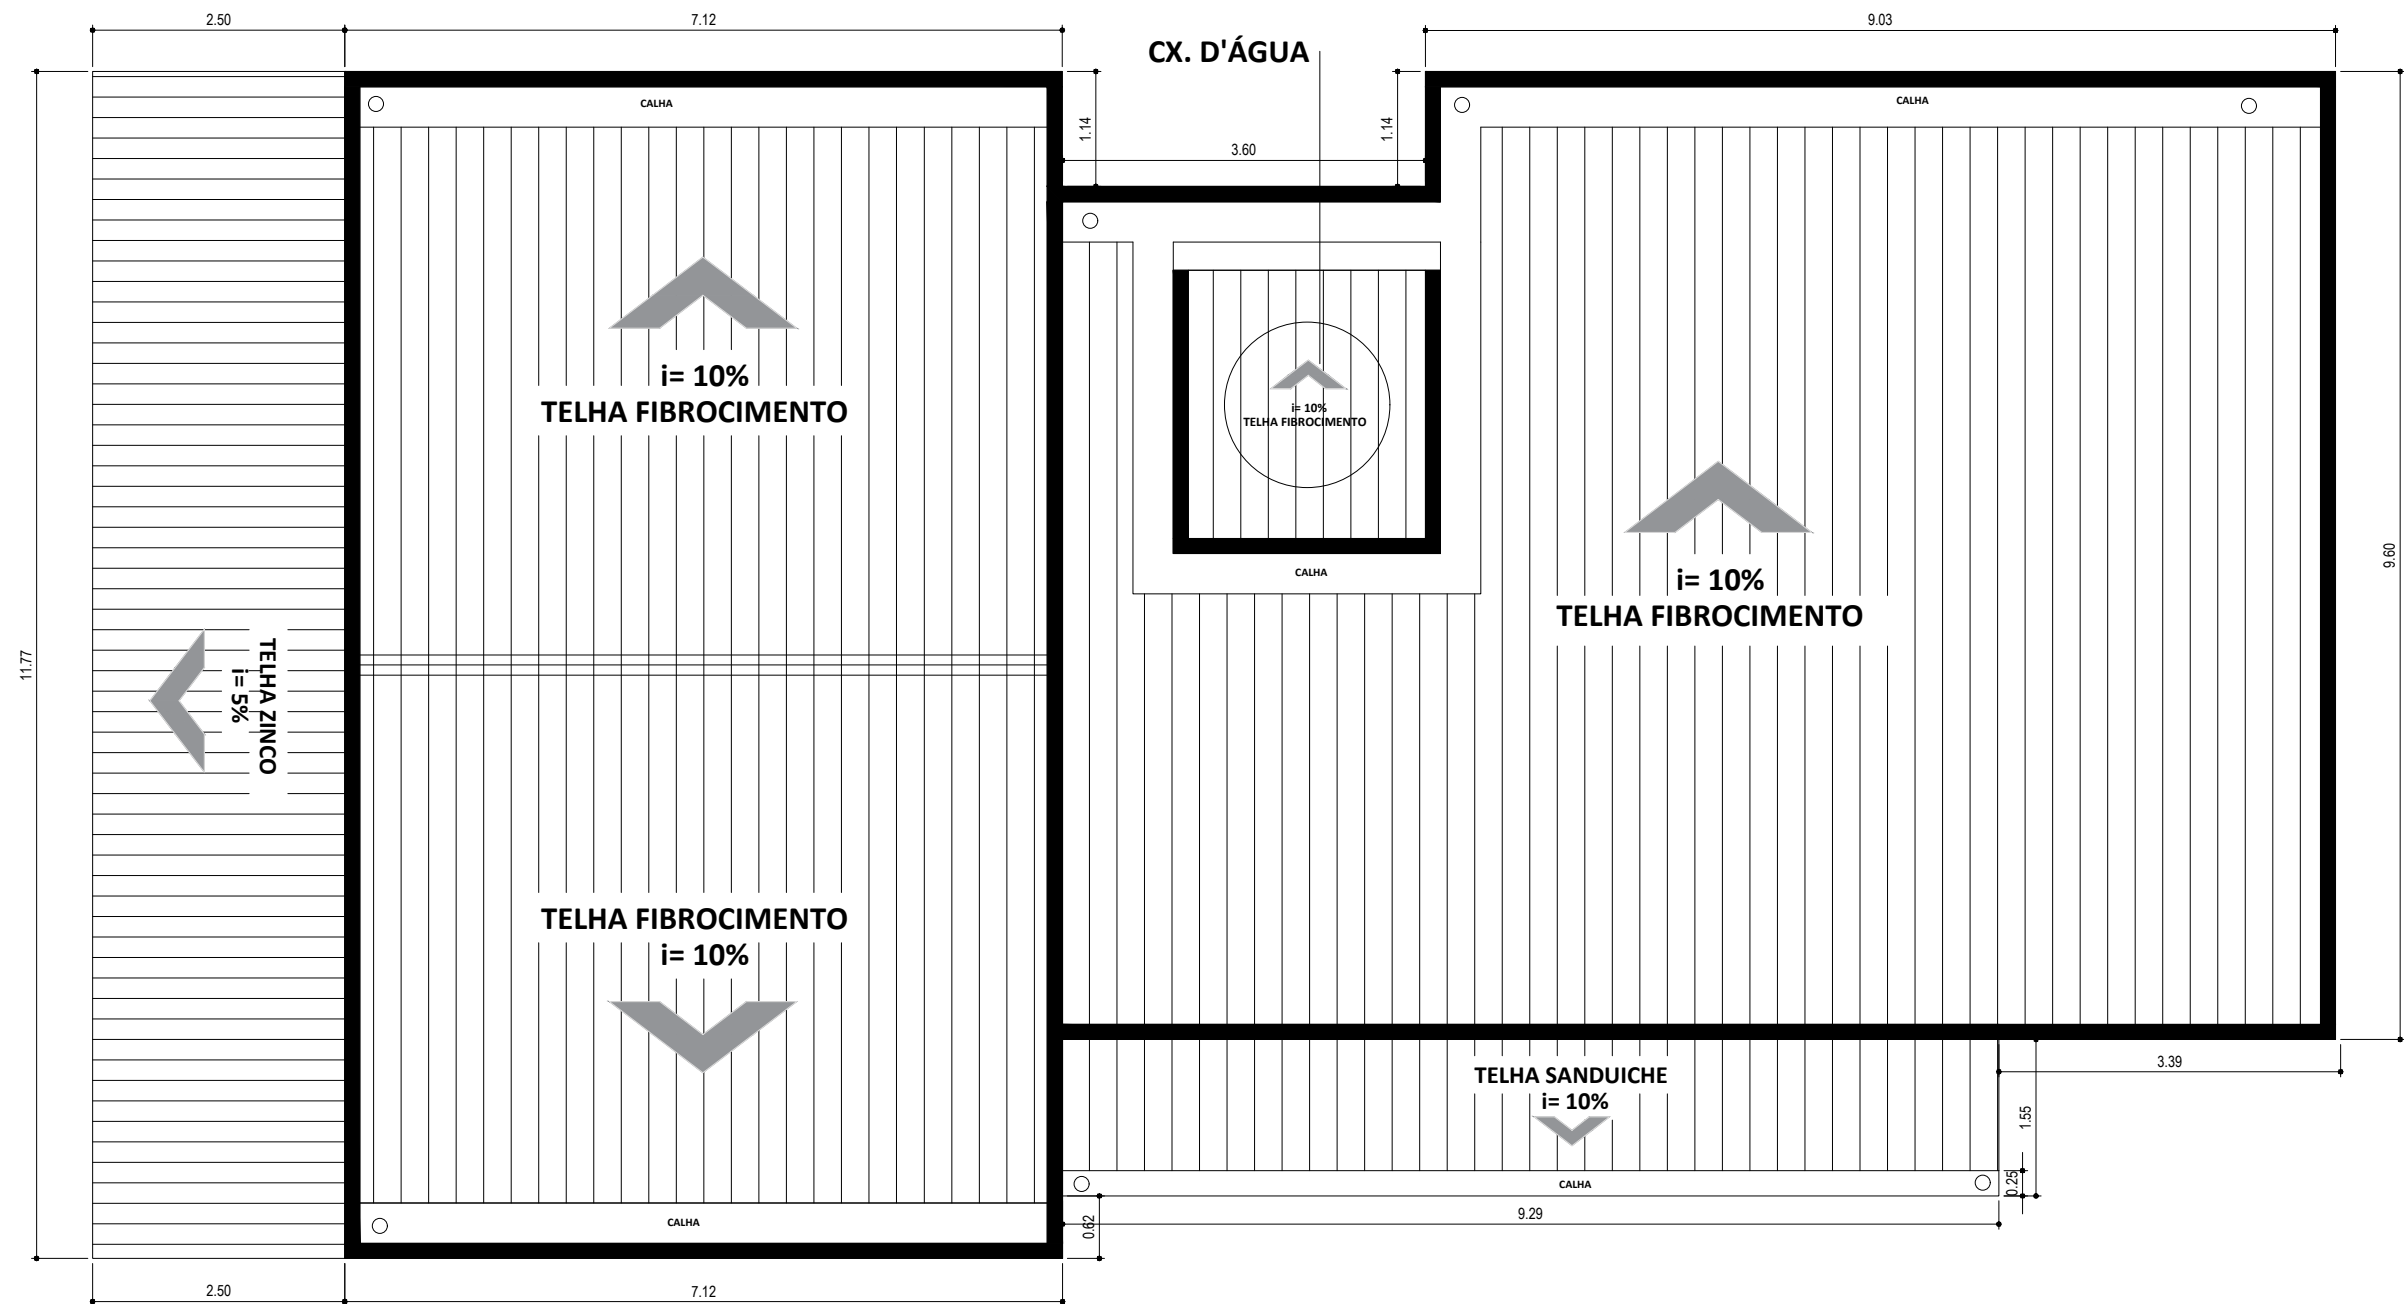 2.50
7.12
9.03
CX. D'ÁGUA
CALHA
CALHA
1.14
1.14
3.60
i= 10%
TELHA FIBROCIMENTO
i= 10%
TELHA FIBROCIMENTO
CALHA
i= 10%
TELHA FIBROCIMENTO
9.60
11.77
TELHA ZINCO
i= 5%
TELHA FIBROCIMENTO
i= 10%
TELHA SANDUICHE
i= 10%
3.39
1.55
0.25
CALHA
CALHA
0.62
9.29
2.50
7.12